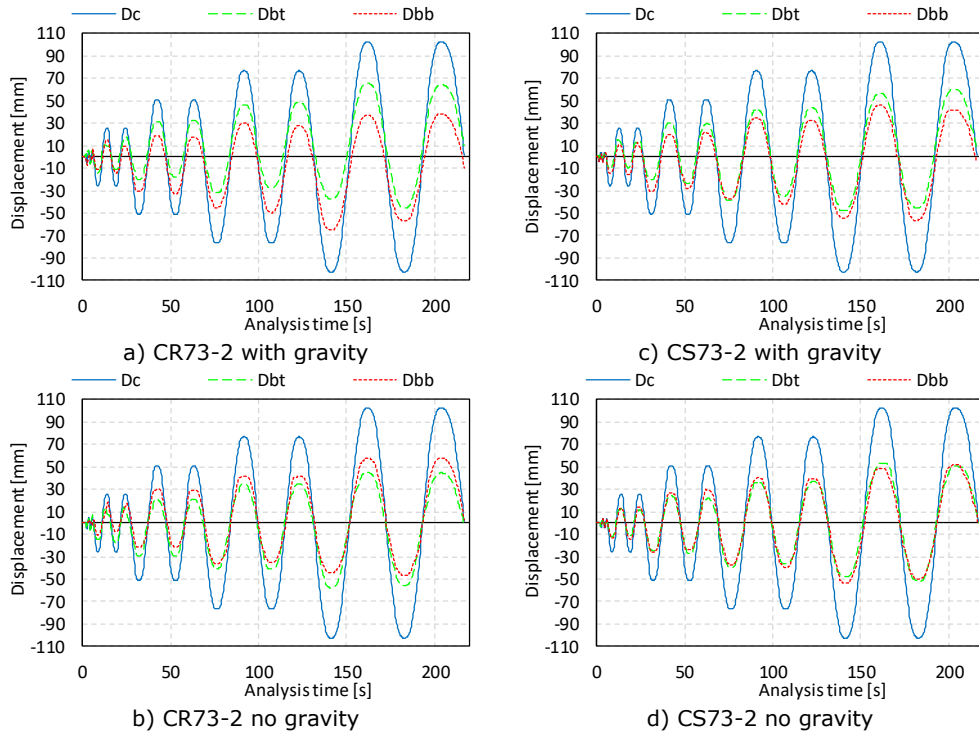 Dc Dbt Dbb
110
90
70
50
30
10
-10
-30
-50
-70
-90
-110
Displacement [mm]
0 50 100 150 200
Analysis time [s]
a) CR73-2 with gravity
Dc Dbt Dbb
110
90
70
50
30
10
-10
-30
-50
-70
-90
-110
Displacement [mm]
0 50 100 150 200
Analysis time [s]
c) CS73-2 with gravity
Dc Dbt Dbb
110
90
70
50
30
10
-10
-30
-50
-70
-90
-110
Displacement [mm]
0 50 100 150 200
Analysis time [s]
b) CR73-2 no gravity
Dc Dbt Dbb
110
90
70
50
30
10
-10
-30
-50
-70
-90
-110
Displacement [mm]
0 50 100 150 200
Analysis time [s]
d) CS73-2 no gravity